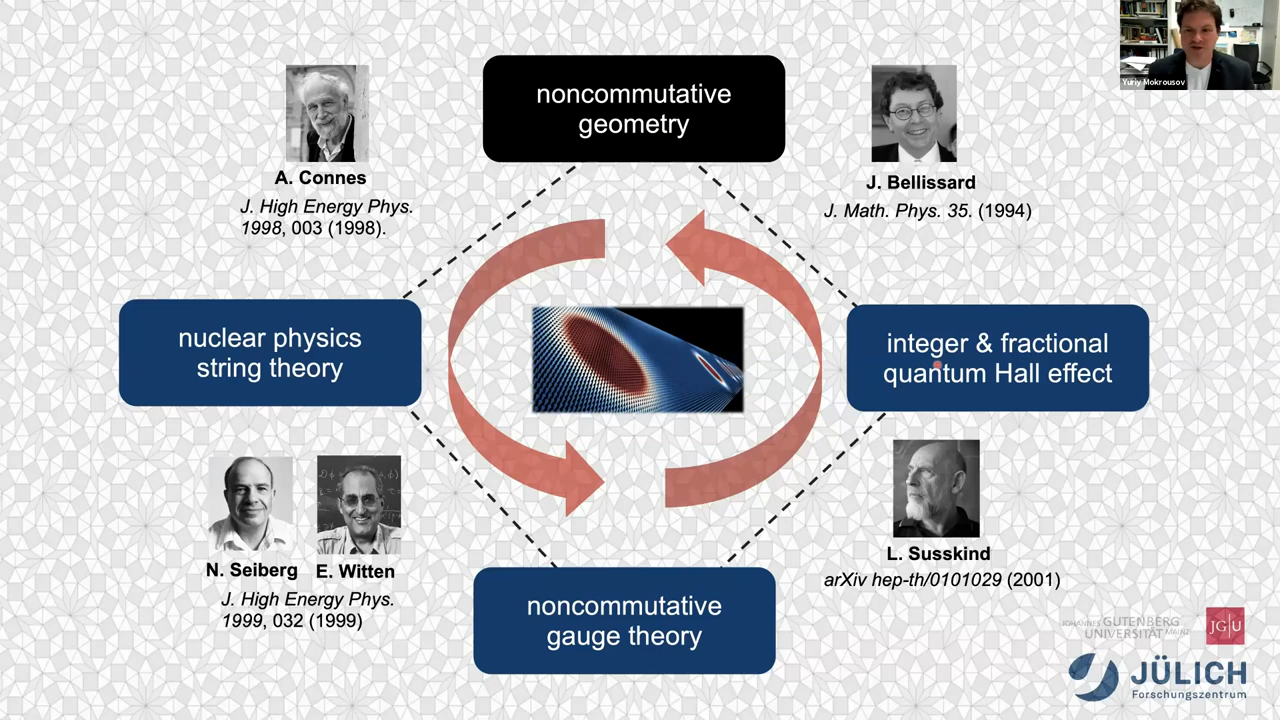 Yuriy Mokrousov
noncommutative
geometry
A. Connes
J. High Energy Phys.
1998, 003 (1998).
J. Bellissard
J. Math. Phys. 35. (1994)
nuclear physics
string theory
integer & fractional
quantum Hall effect
N. Seiberg
E. Witten
J. High Energy Phys.
1999, 032 (1999)
L. Susskind
arXiv hep-th/0101029 (2001)
noncommutative
gauge theory
JOHANNES GUTENBERG
UNIVERSITÄT MAINZ
JG|U
JÜLICH
Forschungszentrum